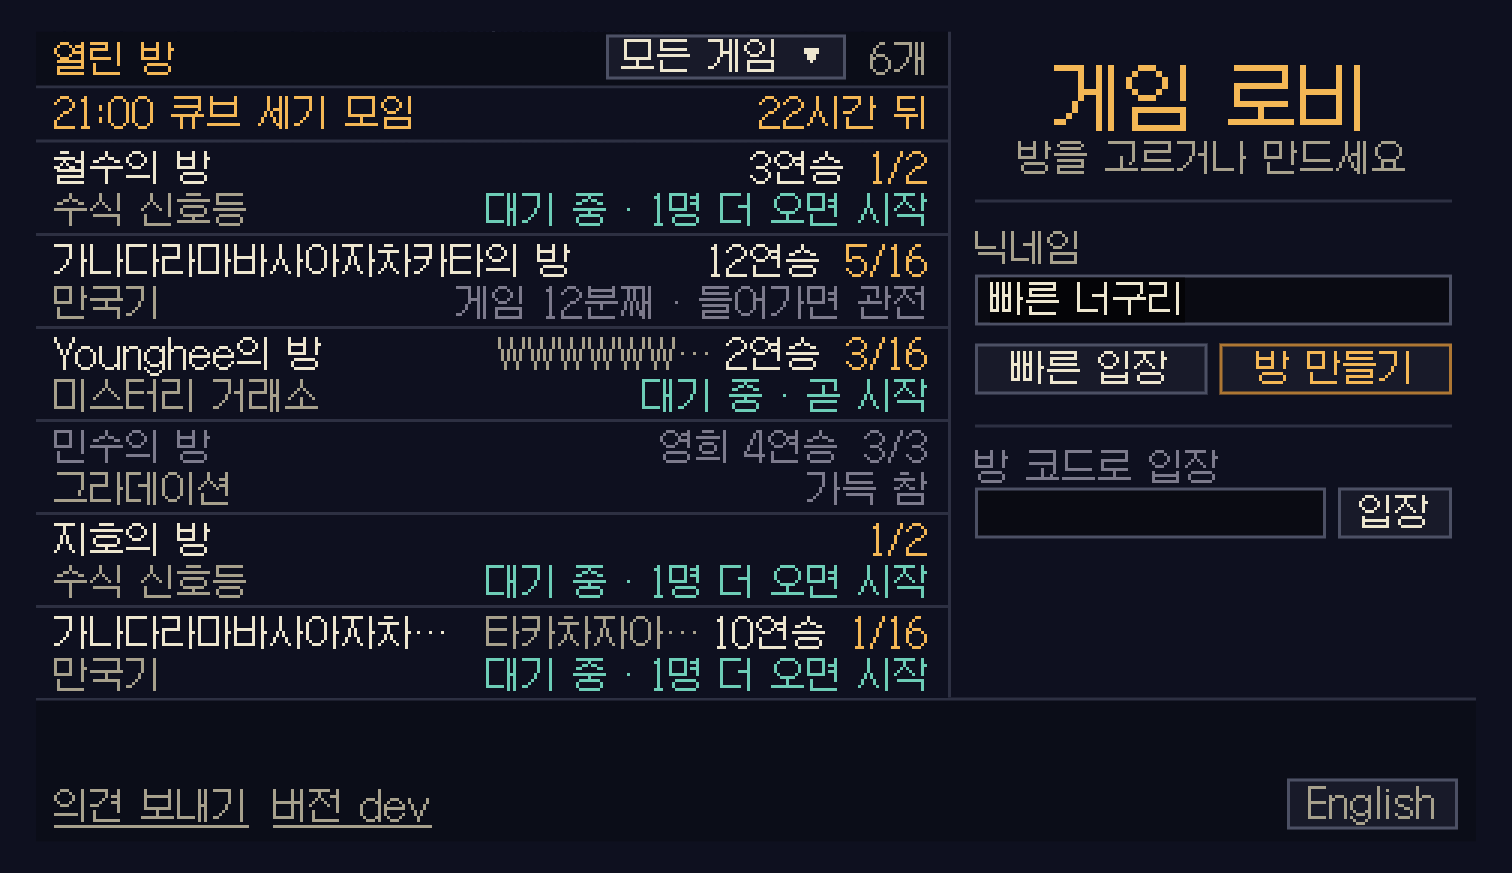 열린 방 모든 게임 ▼ 6개
21:00 큐브 세기 모임 22시간 뒤
철수의 방 3연승 1/2
수식 신호등 대기 중 · 1명 더 오면 시작
가나다라마바사아자차카타의 방 12연승 5/16
만국기 게임 12분째 · 들어가면 관전
Younghee의 방 WWWWWW… 2연승 3/16
미스터리 거래소 대기 중 · 곧 시작
민수의 방 영희 4연승 3/3
그라데이션 가득 참
지호의 방 1/2
수식 신호등 대기 중 · 1명 더 오면 시작
가나다라마바사아자차… 타카차자아… 10연승 1/16
만국기 대기 중 · 1명 더 오면 시작
게임 로비
방을 고르거나 만드세요
닉네임
빠른 너구리
빠른 입장 방 만들기
방 코드로 입장
입장
의견 보내기 버전 dev English